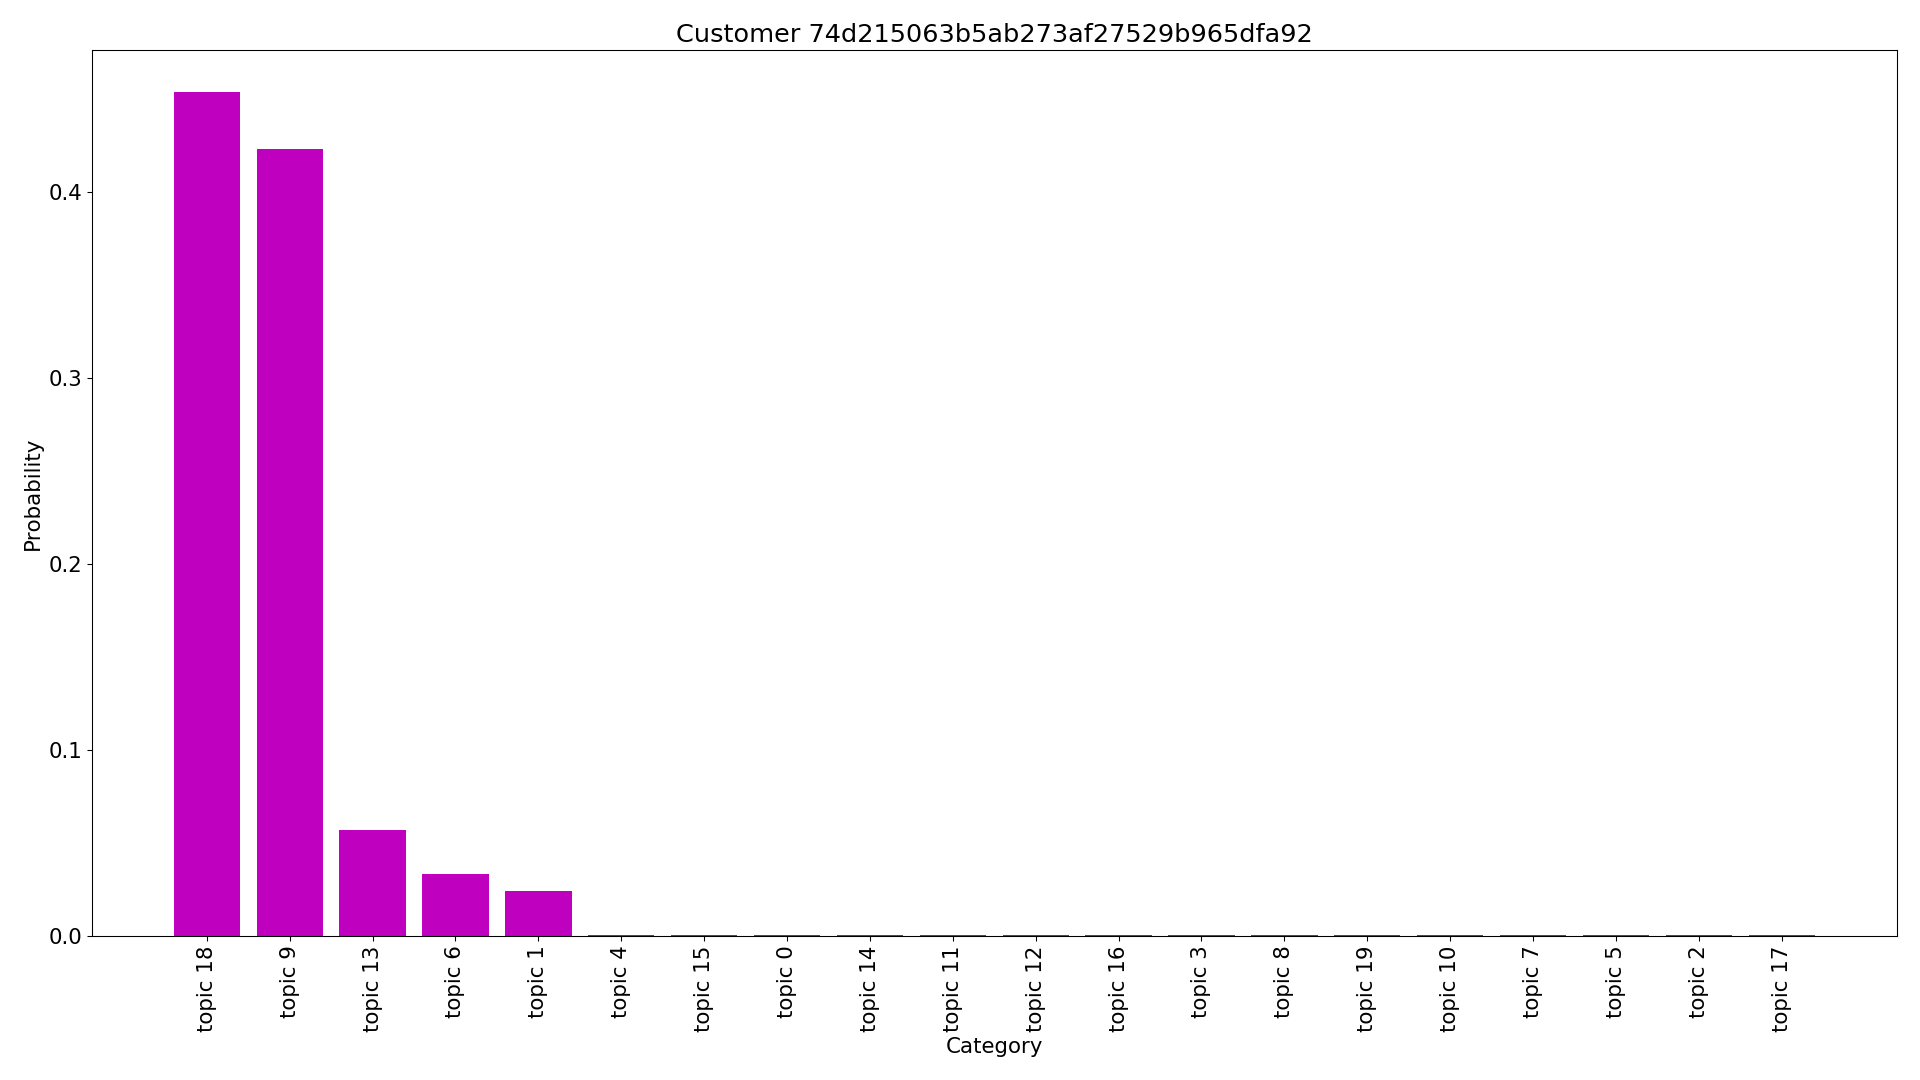 Customer 74d215063b5ab273af27529b965dfa92
Probability
0.4
0.3
0.2
0.1
0.0
topic 18
topic 9
topic 13
topic 6
topic 1
topic 4
topic 15
topic 0
topic 14
topic 11
topic 12
topic 16
topic 3
topic 8
topic 19
topic 10
topic 7
topic 5
topic 2
topic 17
Category